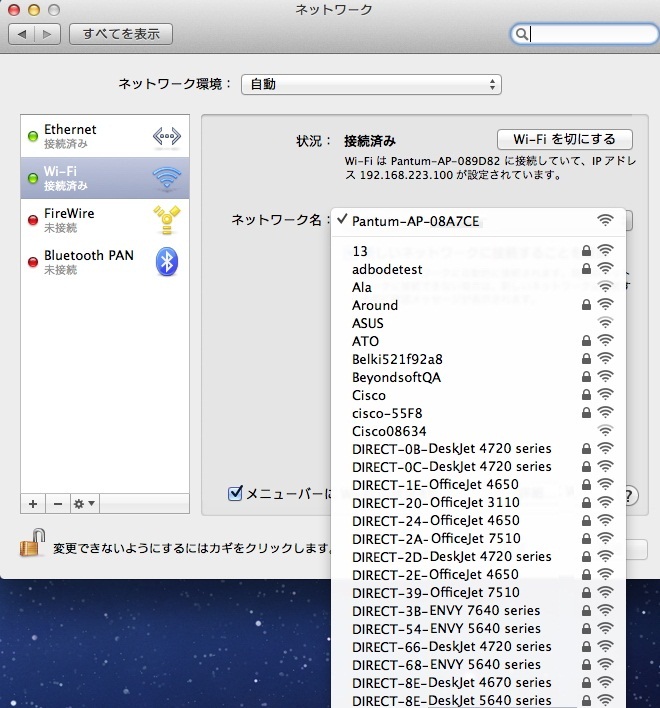 ネットワーク
すべてを表示
ネットワーク環境：
自動
Ethernet
接続済み
Wi-Fi
接続済み
FireWire
未接続
Bluetooth PAN
未接続
状況：
接続済み
Wi-Fi を切にする
Wi-Fi は Pantum-AP-089D82 に接続していて、IP アドレ
ス 192.168.223.100 が設定されています。
ネットワーク名：
Pantum-AP-08A7CE
13
adbodetest
Ala
Around
ASUS
ATO
Belki521f92a8
BeyondsoftQA
Cisco
cisco-55F8
Cisco08634
DIRECT-0B-DeskJet 4720 series
DIRECT-0C-DeskJet 4720 series
DIRECT-1E-OfficeJet 4650
DIRECT-20-OfficeJet 3110
DIRECT-24-OfficeJet 4650
DIRECT-2A-OfficeJet 7510
DIRECT-2D-DeskJet 4720 series
DIRECT-2E-OfficeJet 4650
DIRECT-39-OfficeJet 7510
DIRECT-3B-ENVY 7640 series
DIRECT-54-ENVY 5640 series
DIRECT-66-DeskJet 4720 series
DIRECT-68-ENVY 5640 series
DIRECT-8E-DeskJet 4670 series
DIRECT-8E-DeskJet 5640 series
メニューバーに
?
変更できないようにするにはカギをクリックします。